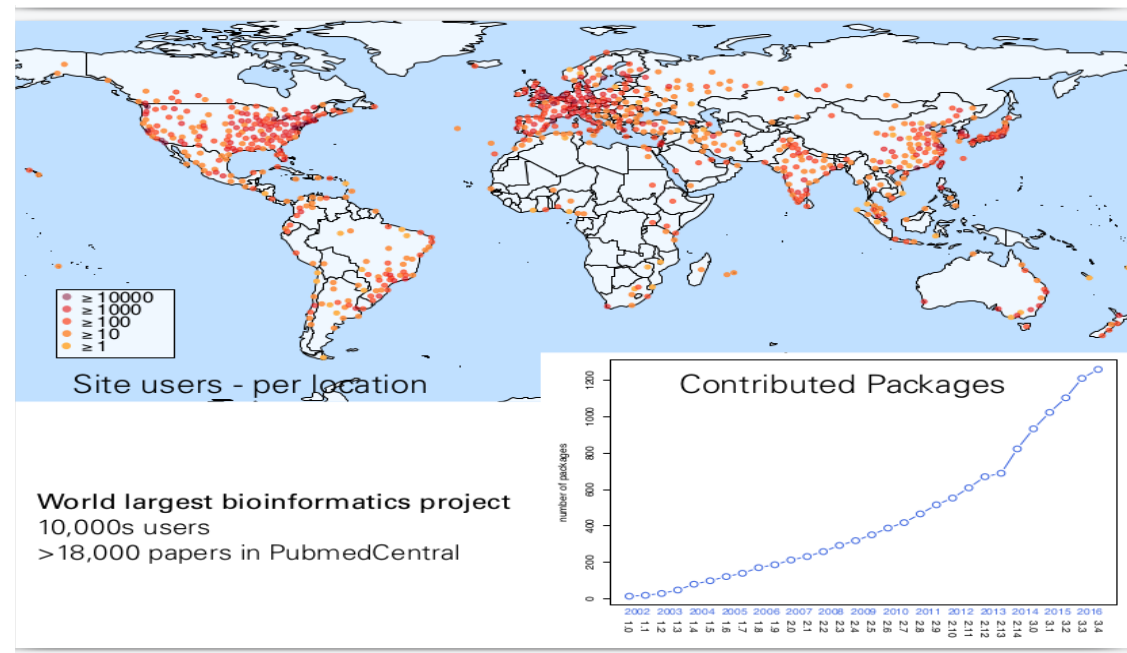 ≥ 10000
≥ 1000
≥ 100
≥ 10
≥ 1
Site users - per location
World largest bioinformatics project
10,000s users
>18,000 papers in PubmedCentral
Contributed Packages
number of packages
1200
1000
800
600
400
200
0
2002 2003 2004 2005 2006 2007 2008 2009 2010 2011 2012 2013 2014 2015 2016
1.0 1.1 1.2 1.3 1.4 1.5 1.6 1.7 1.8 1.9 2.0 2.1 2.2 2.3 2.4 2.5 2.6 2.7 2.8 2.9 2.10 2.11 2.12 2.13 2.14 3.0 3.1 3.2 3.3 3.4